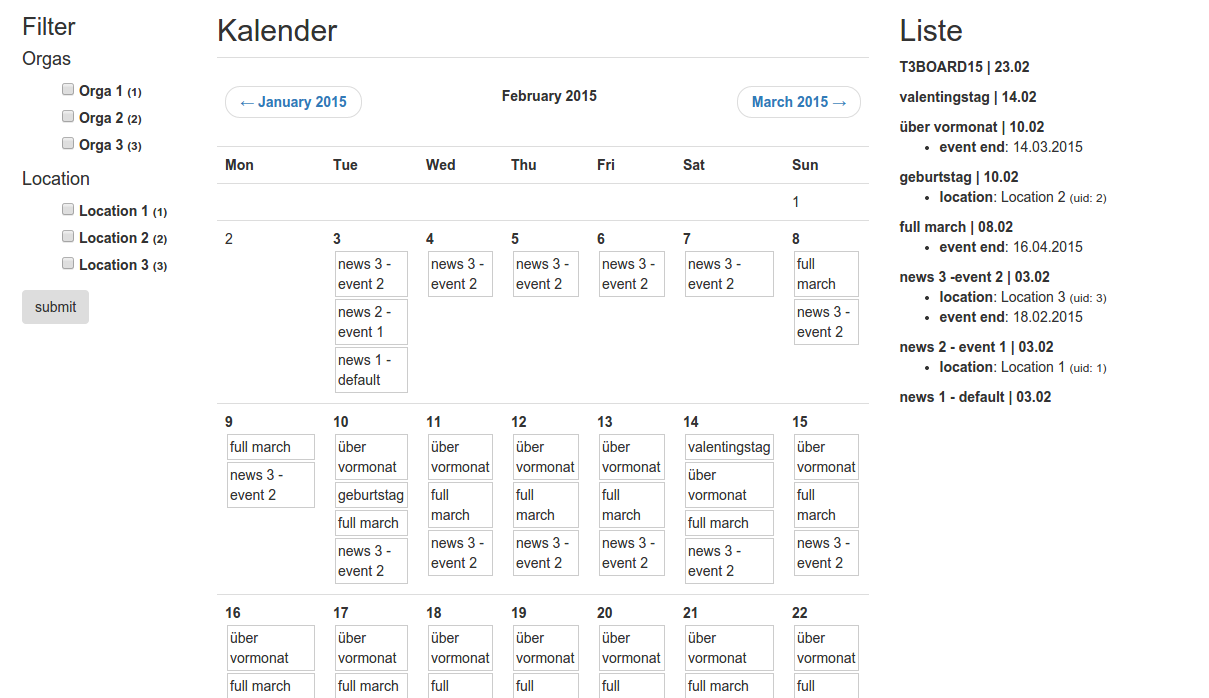 Filter
Orgas
Orga 1 (1)
Orga 2 (2)
Orga 3 (3)
Location
Location 1 (1)
Location 2 (2)
Location 3 (3)
submit
Kalender
← January 2015
February 2015
March 2015 →
Mon Tue Wed Thu Fri Sat Sun
1
2 3 4 5 6 7 8
news 3 - news 3 - news 3 - news 3 - news 3 - full
event 2 event 2 event 2 event 2 event 2 march
news 2 - news 3 -
event 1 event 2
news 1 -
default
9 10 11 12 13 14 15
full march über über über über valentingstag über
vormonat vormonat vormonat vormonat vormonat
news 3 - geburtstag full full full über full
event 2 march march march vormonat march
full march full march
news 3 - news 3 - news 3 - news 3 - news 3 - news 3 -
event 2 event 2 event 2 event 2 event 2 event 2
16 17 18 19 20 21 22
über über über über über über über
vormonat vormonat vormonat vormonat vormonat vormonat vormonat
full march full march full full full full march full
Liste
T3BOARD15 | 23.02
valentingstag | 14.02
über vormonat | 10.02
• event end: 14.03.2015
geburtstag | 10.02
• location: Location 2 (uid: 2)
full march | 08.02
• event end: 16.04.2015
news 3 -event 2 | 03.02
• location: Location 3 (uid: 3)
• event end: 18.02.2015
news 2 - event 1 | 03.02
• location: Location 1 (uid: 1)
news 1 - default | 03.02